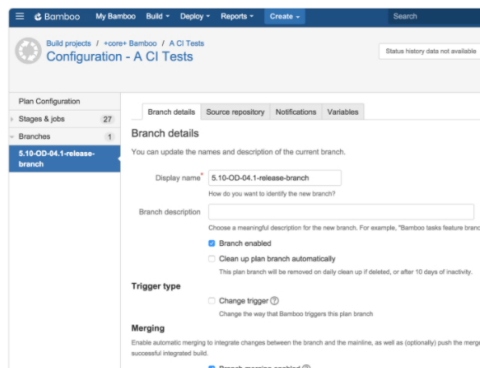 Bamboo My Bamboo Build Deploy Reports Create Search
Build projects / +core+ Bamboo / A CI Tests
Configuration - A CI Tests
Status history data not available
Plan Configuration
Stages & jobs 27
Branches 1
5.10-OD-04.1-release-
branch
Branch details Source repository Notifications Variables
Branch details
You can update the names and description of the current branch.
Display name* 5.10-OD-04.1-release-branch
How do you want to identify the new branch?
Branch description
Choose a meaningful description for the new branch. For example, "Bamboo tasks feature branc
Branch enabled
Clean up plan branch automatically
This plan branch will be removed on daily clean up if deleted, or after 10 days of inactivity.
Trigger type
Change trigger ?
Change the way that Bamboo triggers this plan branch
Merging
Enable automatic merging to integrate changes between the branch and the mainline, as well as (optionally) push the merge
successful integrated build.
Branch merging enabled ?